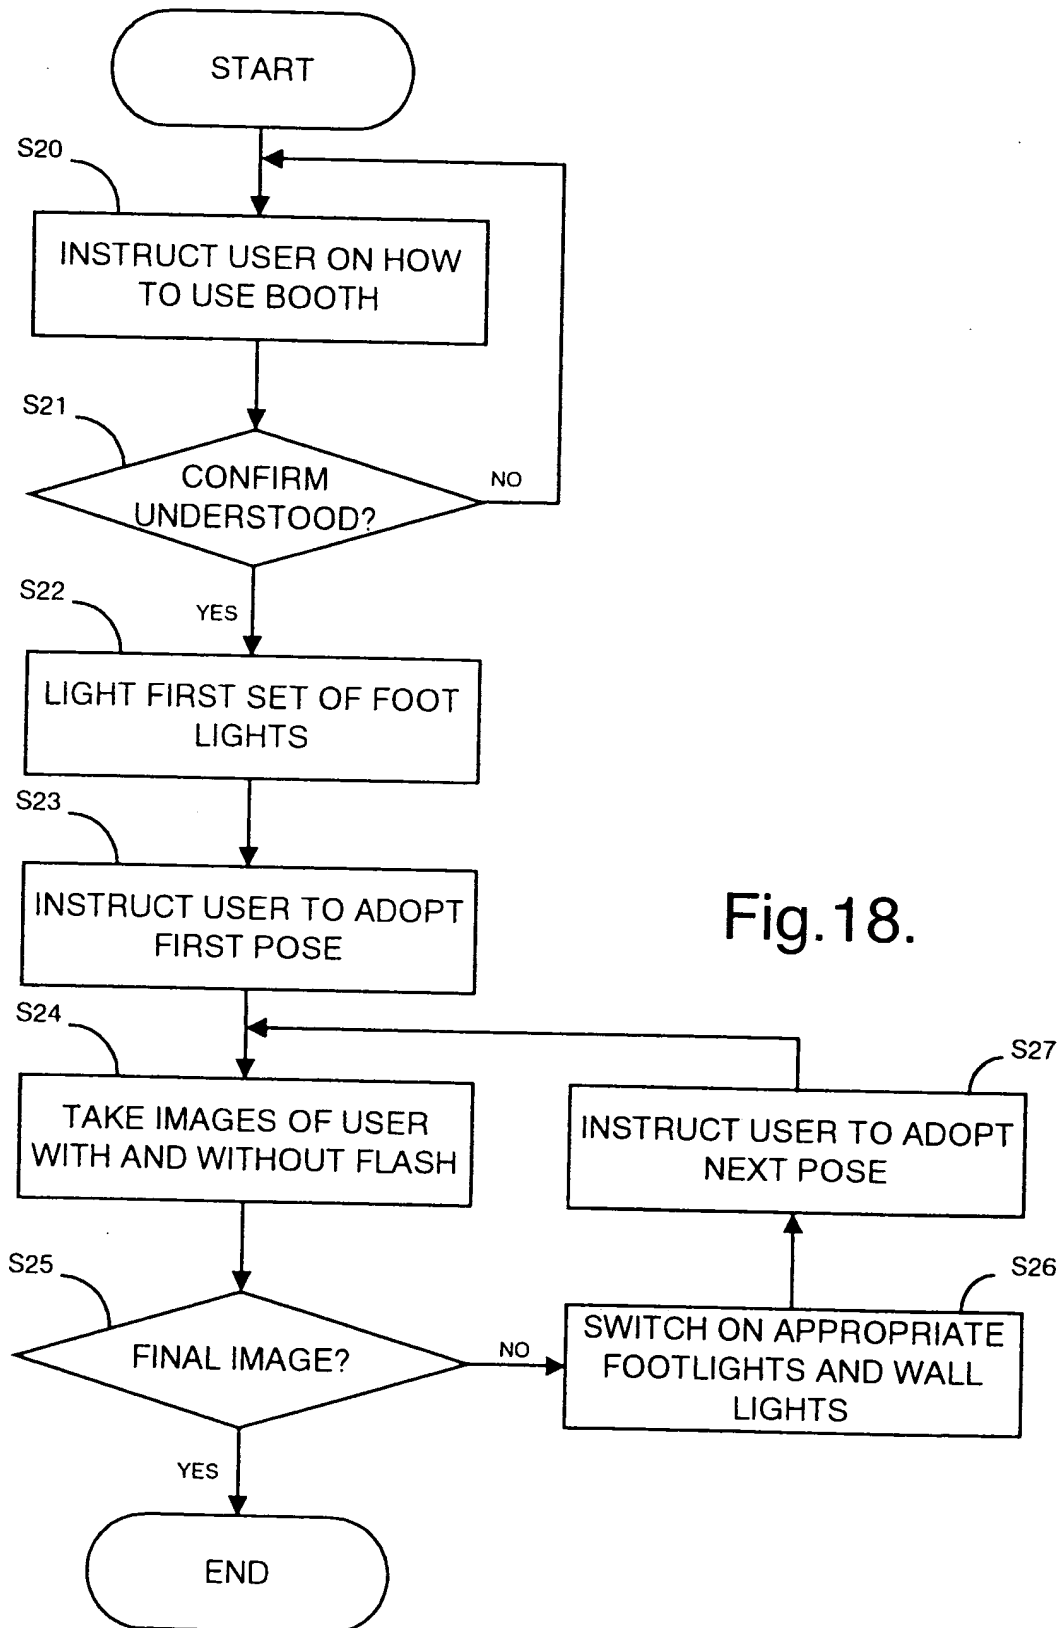 START
S20
INSTRUCT USER ON HOW
TO USE BOOTH
S21
CONFIRM
UNDERSTOOD?
NO
YES
S22
LIGHT FIRST SET OF FOOT
LIGHTS
S23
INSTRUCT USER TO ADOPT
FIRST POSE
Fig.18.
S24
TAKE IMAGES OF USER
WITH AND WITHOUT FLASH
S27
INSTRUCT USER TO ADOPT
NEXT POSE
S25
FINAL IMAGE?
NO
S26
SWITCH ON APPROPRIATE
FOOTLIGHTS AND WALL
LIGHTS
YES
END